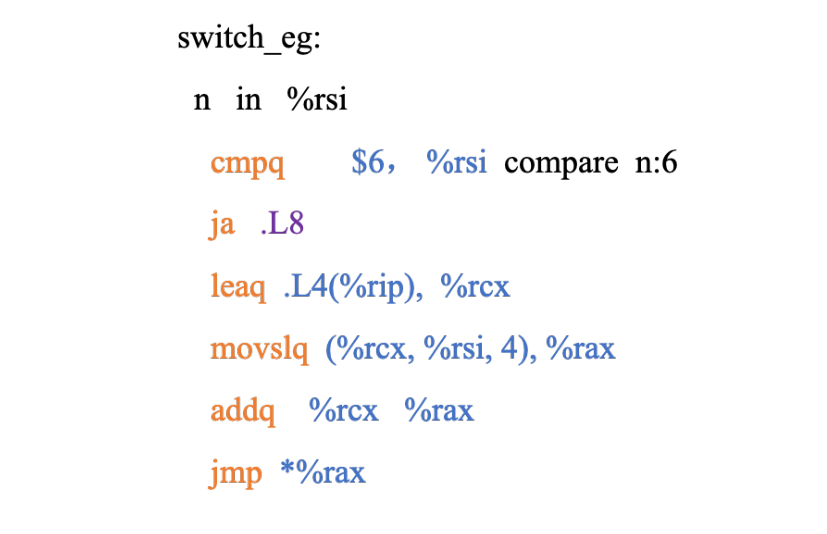 switch_eg:
n in %rsi
cmpq $6， %rsi compare n:6
ja .L8
leaq .L4(%rip), %rcx
movslq (%rcx, %rsi, 4), %rax
addq %rcx %rax
jmp *%rax